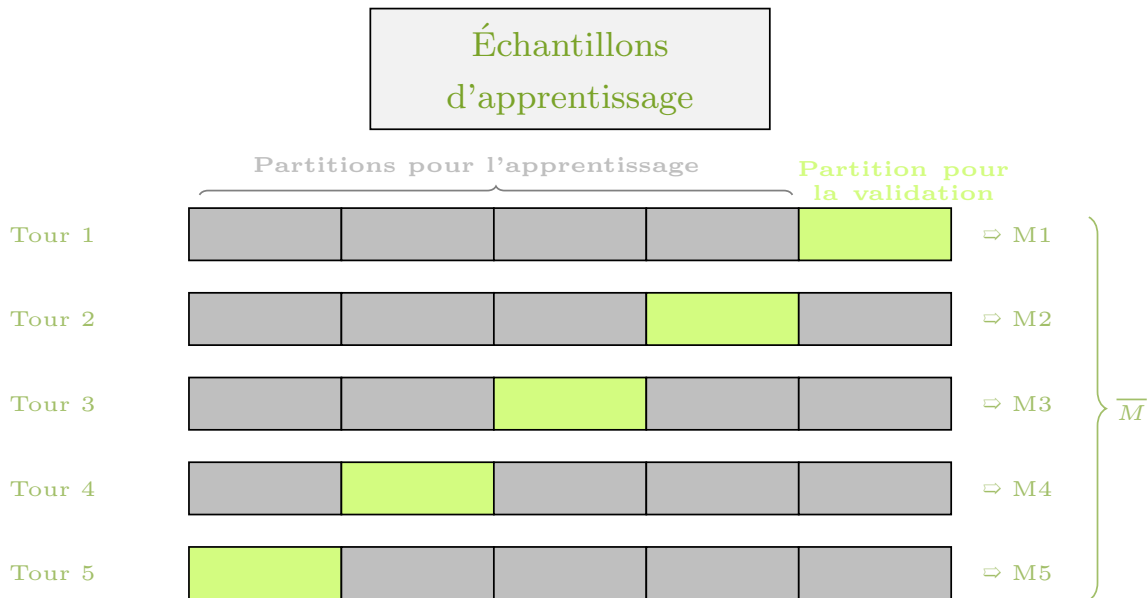 Échantillons
d'apprentissage
Partitions pour l'apprentissage
Partition pour
la validation
Tour 1
⇨ M1
Tour 2
⇨ M2
Tour 3
⇨ M3
M̅
Tour 4
⇨ M4
Tour 5
⇨ M5